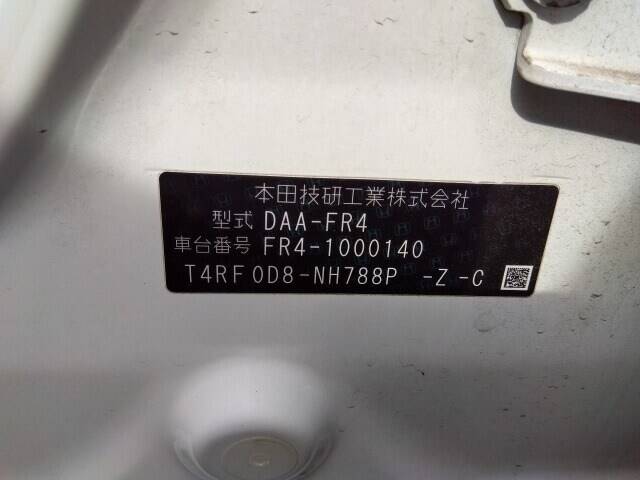 本田技研工業株式会社
型式 DAA-FR4
車台番号 FR4-1000140
T4RF0D8-NH788P -Z-C